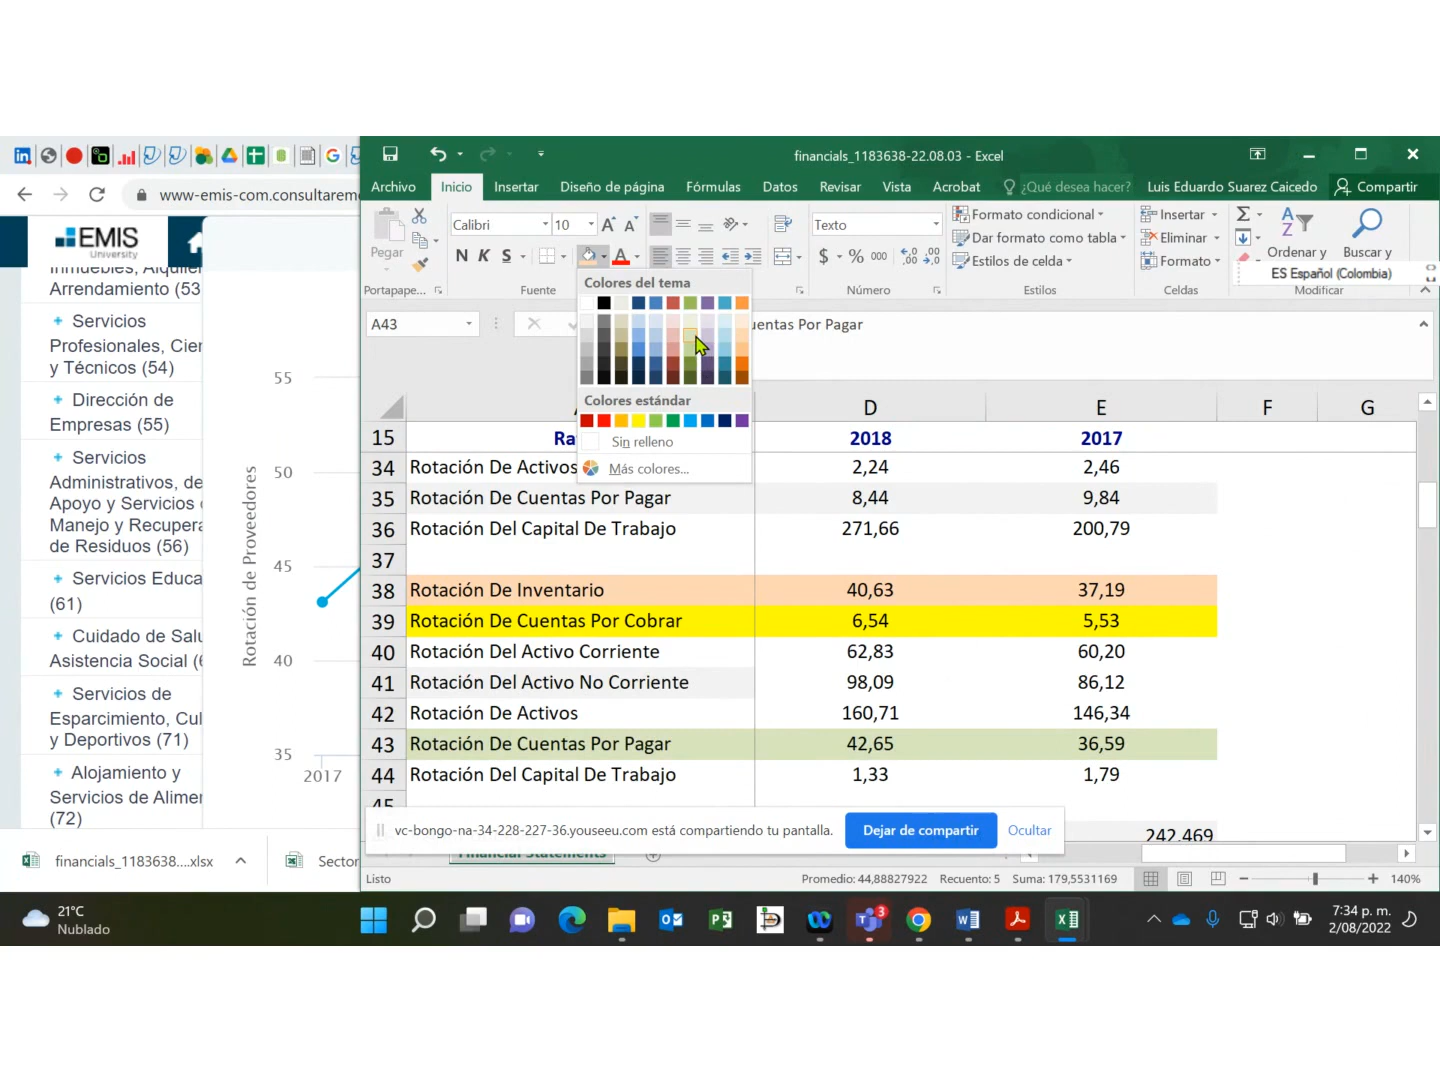 www-emis-com.consultareme
EMIS
University
Arrendamiento (53
Servicios
Profesionales, Cien
y Técnicos (54)
Dirección de
Empresas (55)
Servicios
Administrativos, de
Apoyo y Servicios
Manejo y Recupera
de Residuos (56)
Servicios Educa
(61)
Cuidado de Salu
Asistencia Social (
Servicios de
Esparcimiento, Cul
y Deportivos (71)
Alojamiento y
Servicios de Alimen
(72)
Rotación de Proveedores
55
50
45
40
35
2017
financials_1183638-22.08.03 - Excel
Archivo Inicio Insertar Diseño de página Fórmulas Datos Revisar Vista Acrobat ¿Qué desea hacer? Luis Eduardo Suarez Caicedo Compartir
Pegar
Calibri 10
N K S
Texto
$ % 000
Formato condicional
Dar formato como tabla
Estilos de celda
Insertar
Eliminar
Formato
Ordenar y
Buscar y
ES Español (Colombia)
Portapape... Fuente Número Estilos Celdas Modificar
Colores del tema
Colores estándar
Sin relleno
Más colores...
A43 entas Por Pagar
D E F G
15 Ra 2018 2017
34 Rotación De Activos 2,24 2,46
35 Rotación De Cuentas Por Pagar 8,44 9,84
36 Rotación Del Capital De Trabajo 271,66 200,79
37
38 Rotación De Inventario 40,63 37,19
39 Rotación De Cuentas Por Cobrar 6,54 5,53
40 Rotación Del Activo Corriente 62,83 60,20
41 Rotación Del Activo No Corriente 98,09 86,12
42 Rotación De Activos 160,71 146,34
43 Rotación De Cuentas Por Pagar 42,65 36,59
44 Rotación Del Capital De Trabajo 1,33 1,79
45 242.469
vc-bongo-na-34-228-227-36.youseeu.com está compartiendo tu pantalla. Dejar de compartir Ocultar
Financial Statements
financials_1183638....xlsx Sector
Listo Promedio: 44,88827922 Recuento: 5 Suma: 179,5531169 140%
21°C
Nublado
3
7:34 p. m.
2/08/2022